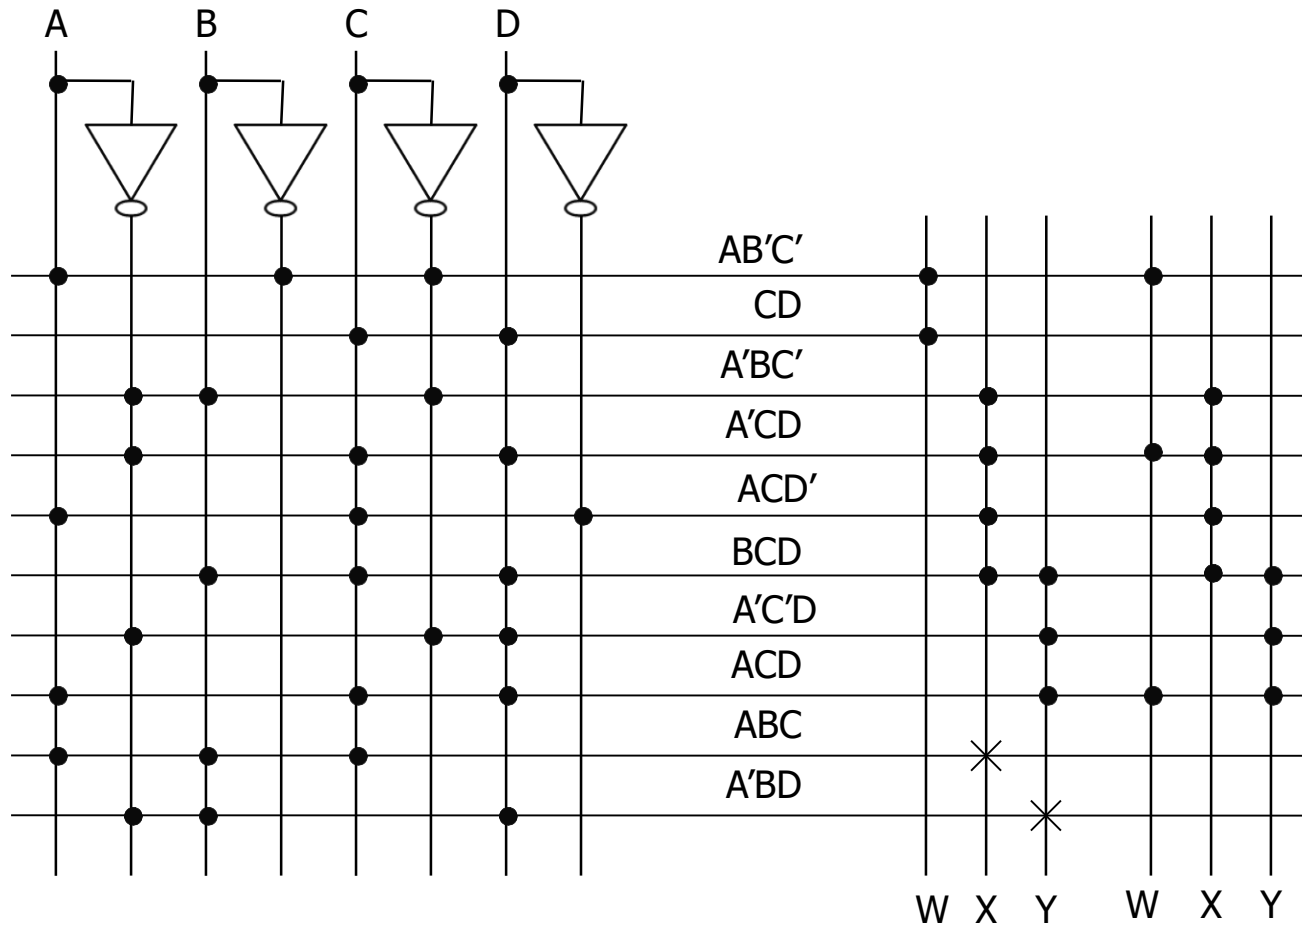 A B C D
AB′C′
CD
A′BC′
A′CD
ACD′
BCD
A′C′D
ACD
ABC
A′BD
W X Y W X Y